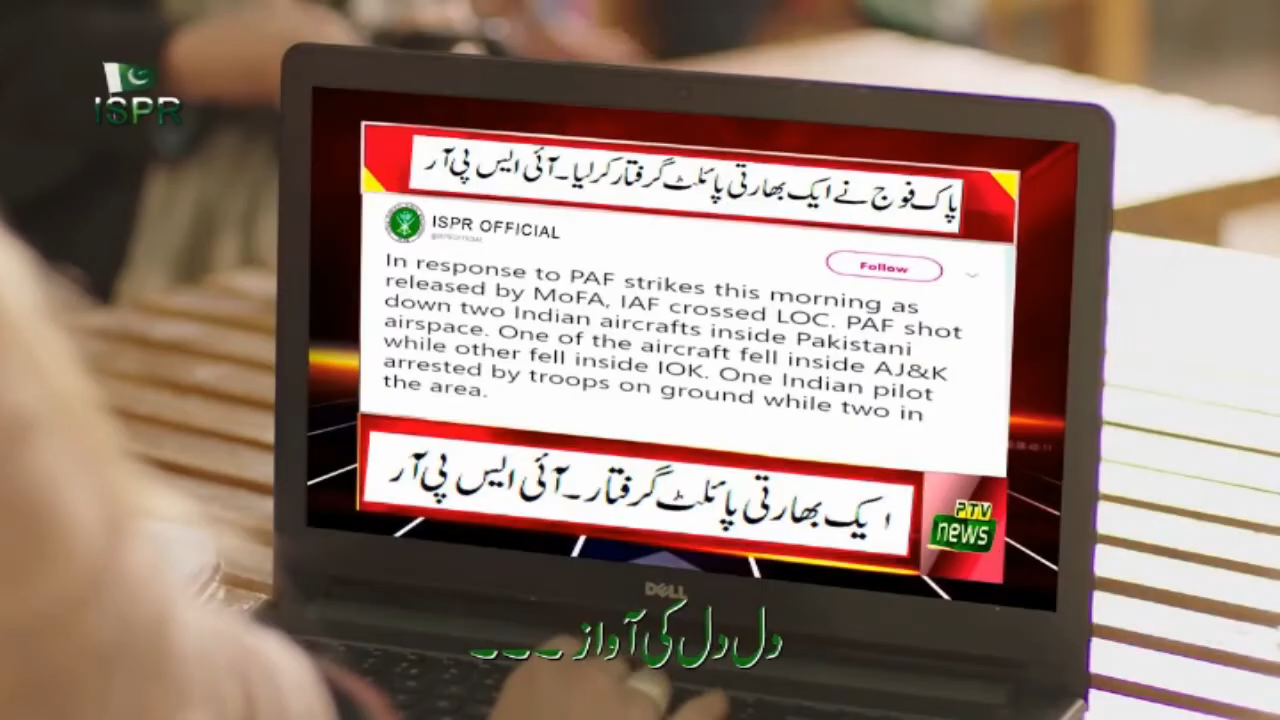 ISPR
پاک فوج نے ایک بھارتی پائلٹ گرفتار کر لیا۔ آئی ایس پی آر
ISPR OFFICIAL
Follow
In response to PAF strikes this morning as
released by MoFA, IAF crossed LOC. PAF shot
down two Indian aircrafts inside Pakistani
airspace. One of the aircraft fell inside AJ&K
while other fell inside IOK. One Indian pilot
arrested by troops on ground while two in
the area.
ایک بھارتی پائلٹ گرفتار۔ آئی ایس پی آر
PTV
news
DELL
دل دل کی آواز ۔۔۔